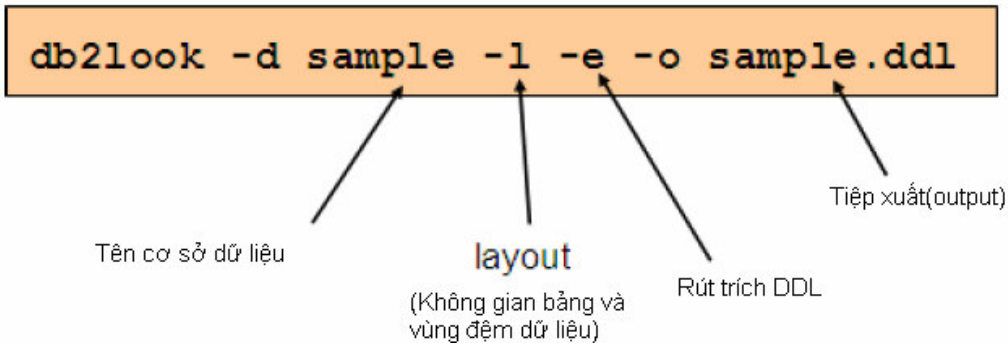 db2look -d sample -l -e -o sample.ddl
Tiệp xuất(output)
Tên cơ sở dữ liệu
layout
Rút trích DDL
(Không gian bảng và
vùng đệm dữ liệu)